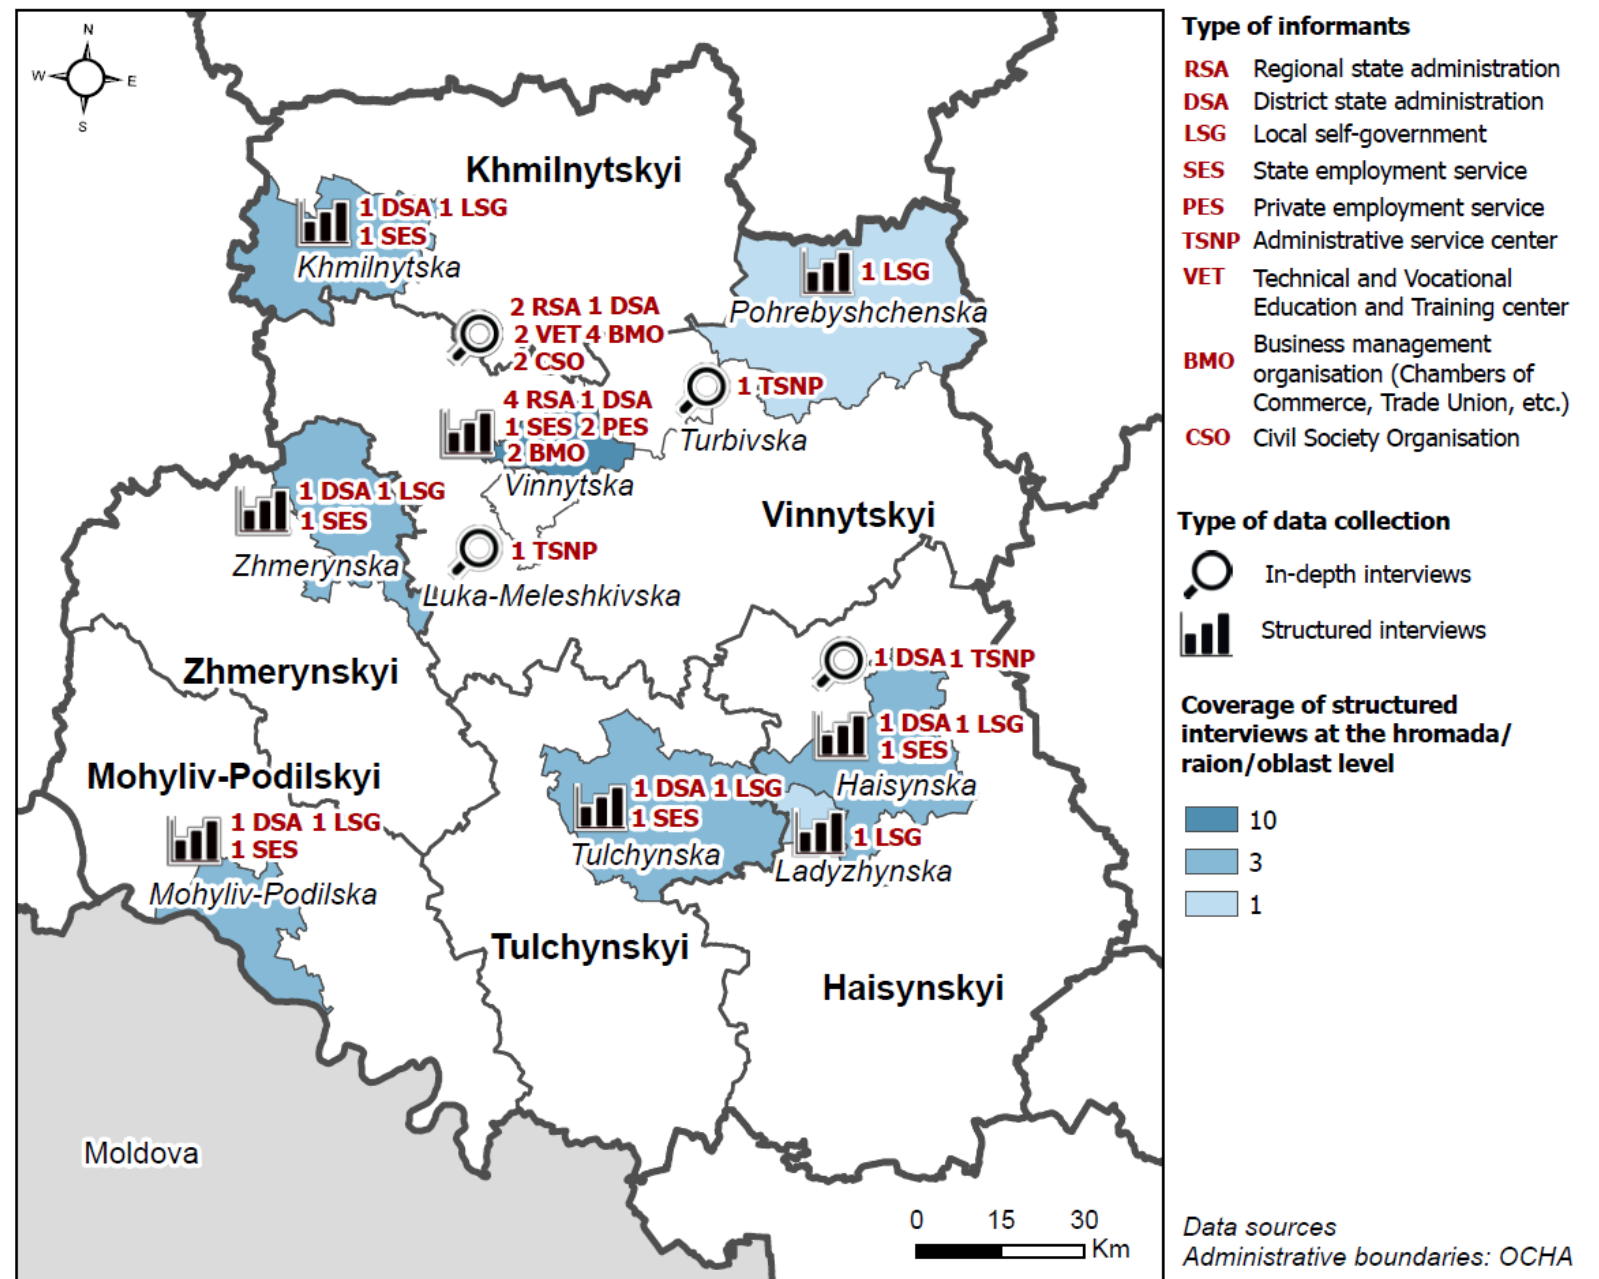 N
W
E
S
Khmilnytskyi
1 DSA 1 LSG
1 SES
Khmilnytska
1 LSG
Pohrebyshchenska
2 RSA 1 DSA
2 VET 4 BMO
2 CSO
1 TSNP
Turbivska
4 RSA 1 DSA
1 SES 2 PES
2 BMO
Vinnytska
1 DSA 1 LSG
1 SES
Zhmerynska
Vinnytskyi
1 TSNP
Luka-Meleshkivska
Zhmerynskyi
1 DSA 1 TSNP
1 DSA 1 LSG
1 SES
Haisynska
Mohyliv-Podilskyi
1 DSA 1 LSG
1 SES
Tulchynska
1 DSA 1 LSG
1 SES
Mohyliv-Podilska
1 LSG
Ladyzhynska
Tulchynskyi
Haisynskyi
Moldova
0 15 30
Km
Type of informants
RSA Regional state administration
DSA District state administration
LSG Local self-government
SES State employment service
PES Private employment service
TSNP Administrative service center
VET Technical and Vocational
Education and Training center
BMO Business management
organisation (Chambers of
Commerce, Trade Union, etc.)
CSO Civil Society Organisation
Type of data collection
In-depth interviews
Structured interviews
Coverage of structured
interviews at the hromada/
raion/oblast level
10
3
1
Data sources
Administrative boundaries: OCHA